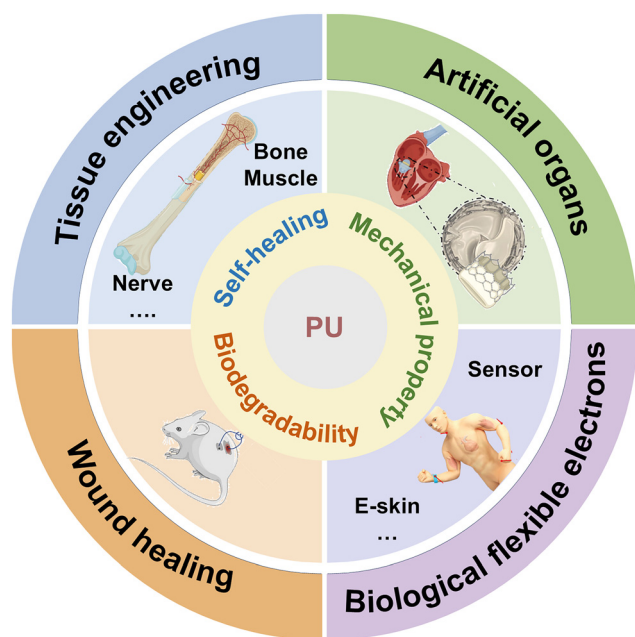 Tissue engineering
Artificial organs
Bone
Muscle
Nerve
....
Self-healing
Mechanical property
PU
Biodegradability
Sensor
E-skin
...
Wound healing
Biological flexible electrons